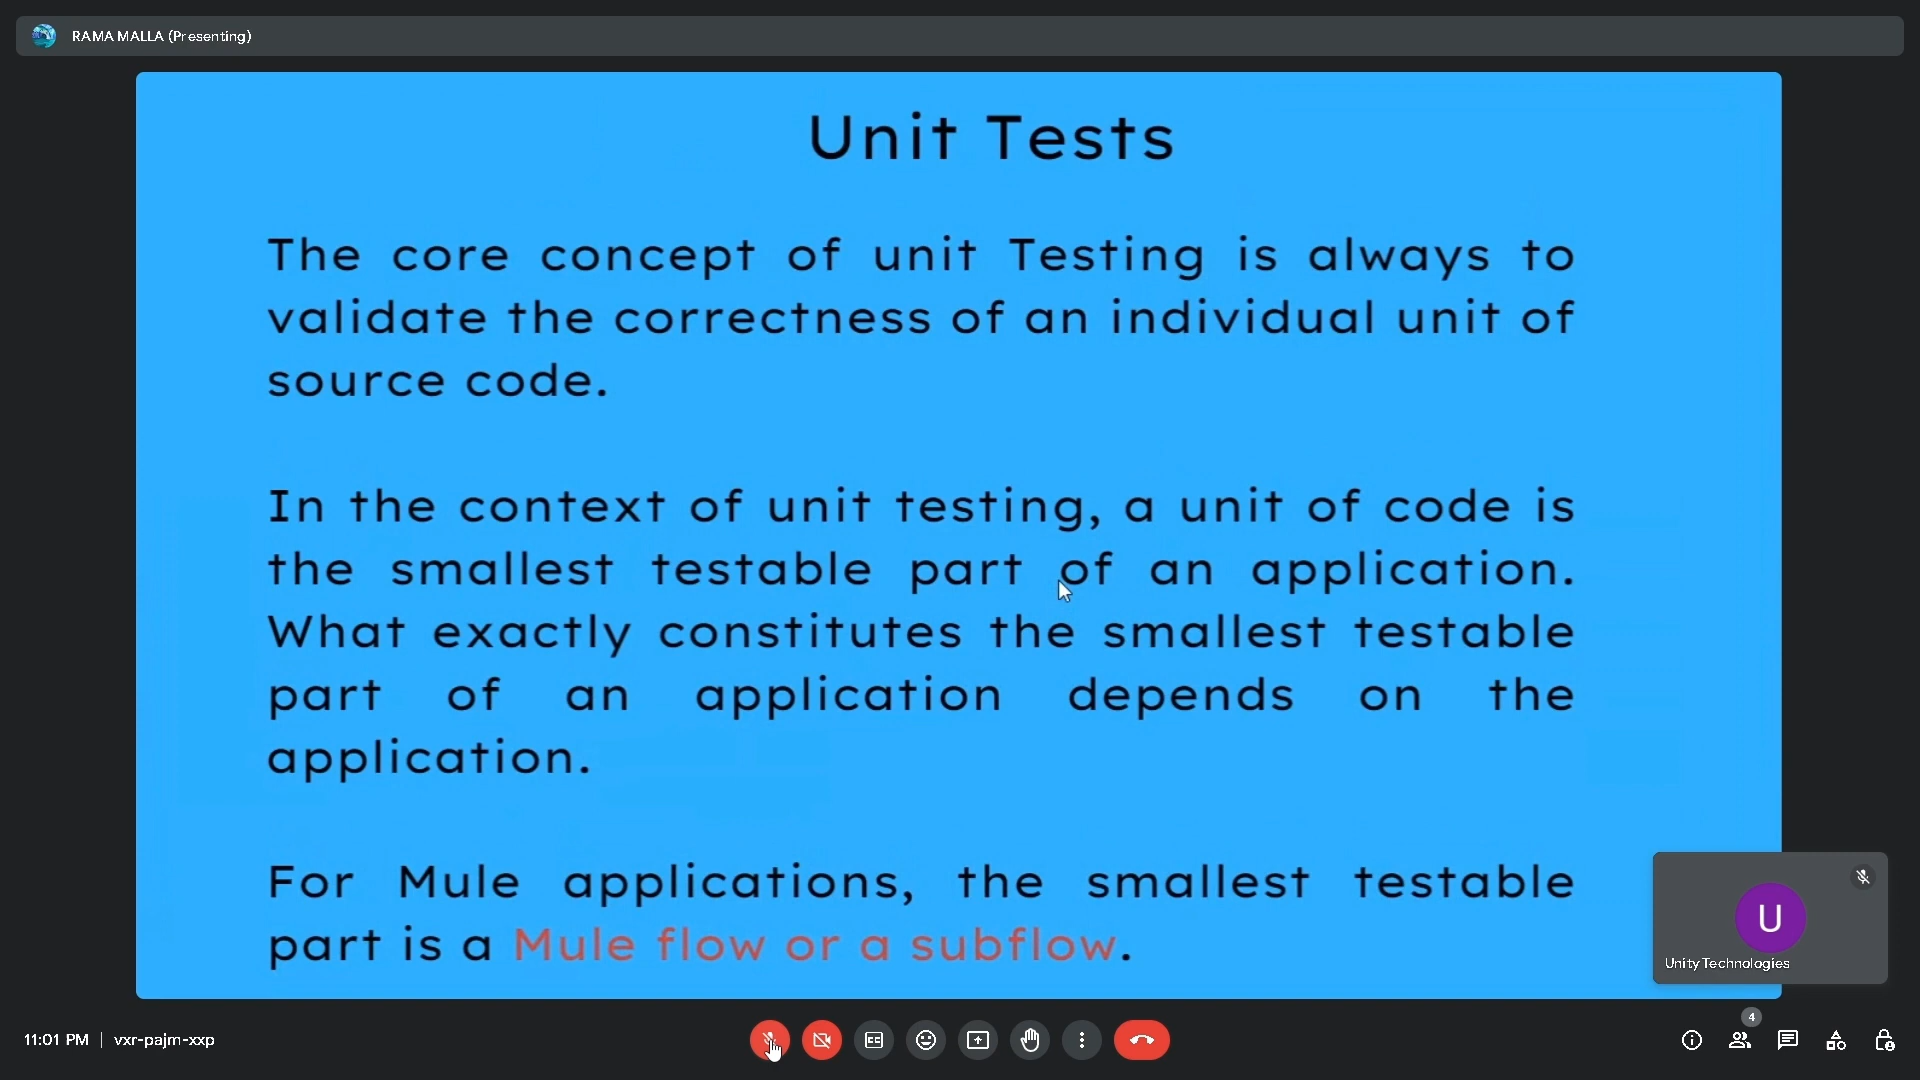 RAMA MALLA (Presenting)
Unit Tests
The core concept of unit Testing is always to
validate the correctness of an individual unit of
source code.
In the context of unit testing, a unit of code is
the smallest testable part of an application.
What exactly constitutes the smallest testable
part of an application depends on the
application.
For Mule applications, the smallest testable
part is a Mule flow or a subflow.
U
Unity Technologies
11:01 PM | vxr-pajm-xxp
4